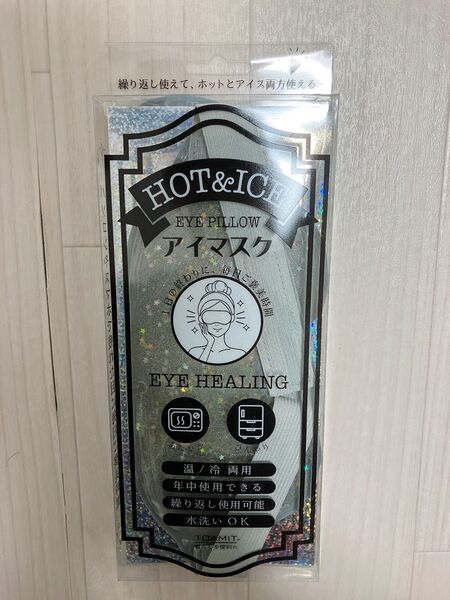 繰り返し使えて、ホットとアイス両方使える
HOT&ICE
EYE PILLOW
アイマスク
1日の終わりに、毎日ご褒美時間
EYE HEALING
温/冷 両用
年中使用できる
繰り返し使用可能
水洗いOK
TOAMIT®